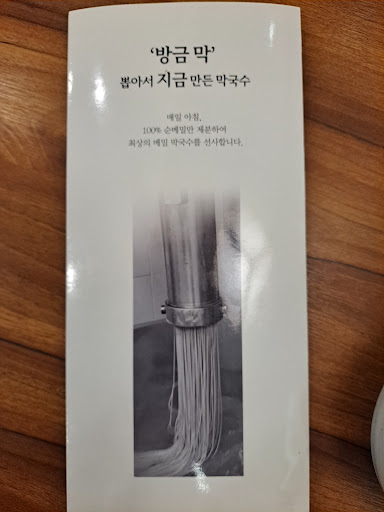 '방금 막'
뽑아서 지금 만든 막국수
매일 아침,
100% 순메밀만 제분하여
최상의 메밀 막국수를 선사합니다.